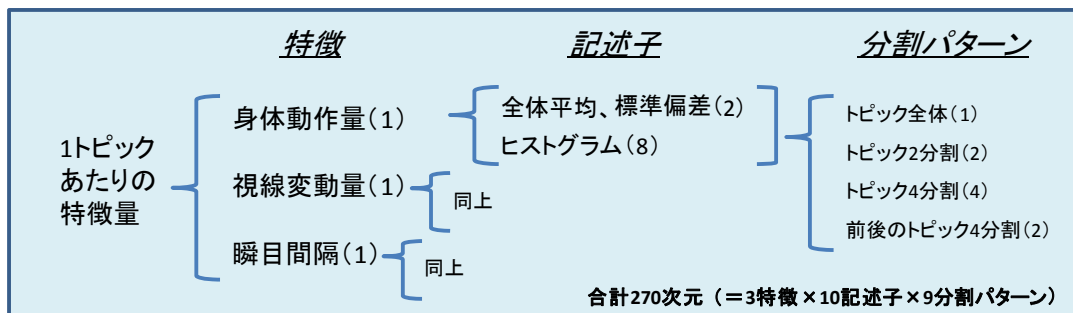 特徴
記述子
分割パターン
1トピック
あたりの
特徴量
身体動作量(1)
視線変動量(1)
同上
瞬目間隔(1)
同上
全体平均、標準偏差(2)
ヒストグラム(8)
トピック全体(1)
トピック2分割(2)
トピック4分割(4)
前後のトピック4分割(2)
合計270次元 (=3特徴×10記述子×9分割パターン)